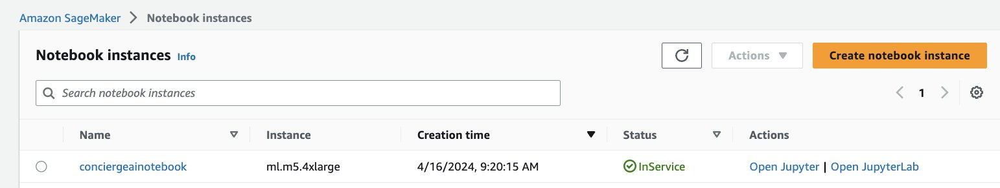 Amazon SageMaker > Notebook instances
Notebook instances Info
Actions
Create notebook instance
Search notebook instances
1
Name Instance Creation time Status Actions
conciergeainotebook ml.m5.4xlarge 4/16/2024, 9:20:15 AM InService Open Jupyter | Open JupyterLab